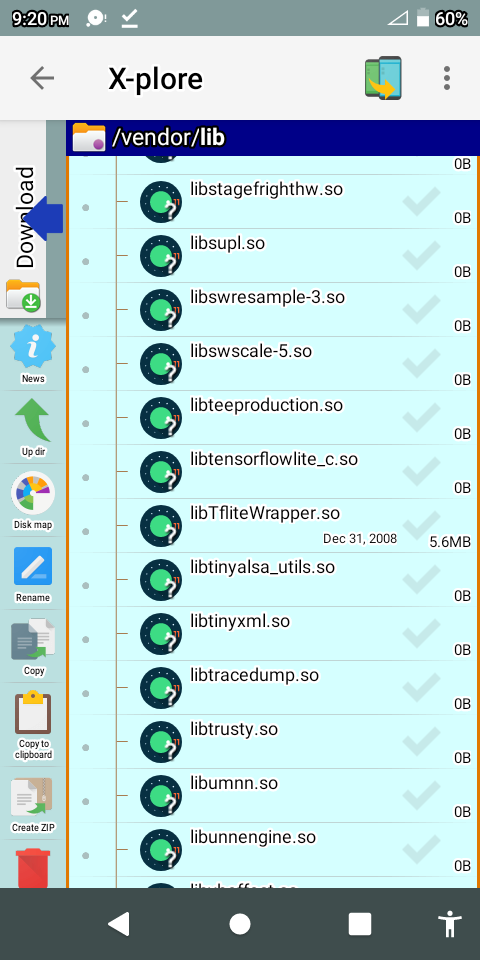 9:20 PM 60%
X-plore
/vendor/lib
Download
0B
libstagefrighthw.so
0B
libsupl.so
0B
libswresample-3.so
0B
libswscale-5.so
0B
libteeproduction.so
0B
libtensorflowlite_c.so
0B
libTfliteWrapper.so
Dec 31, 2008 5.6MB
libtinyalsa_utils.so
0B
libtinyxml.so
0B
libtracedump.so
0B
libtrusty.so
0B
libumnn.so
0B
libunnengine.so
0B
News
Up dir
Disk map
Rename
Copy
Copy to
clipboard
Create ZIP